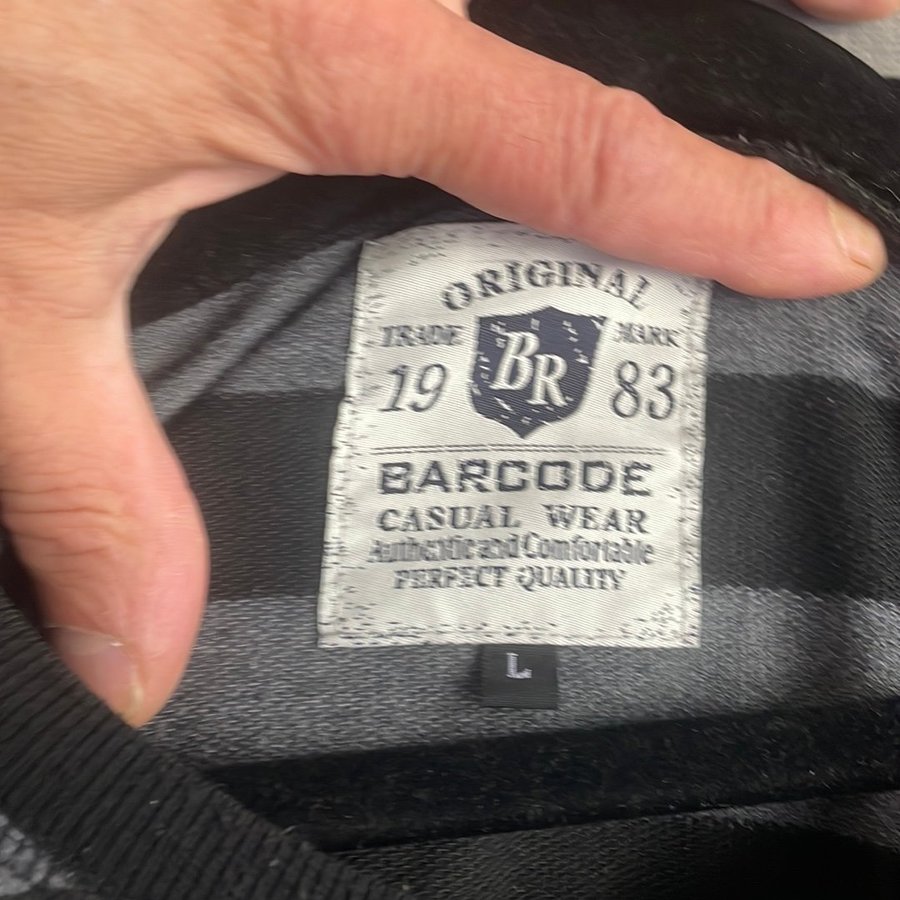 ORIGINAL
TRADE BR MARK
19 83
BARCODE
CASUAL WEAR
Authentic and Comfortable
PERFECT QUALITY
L